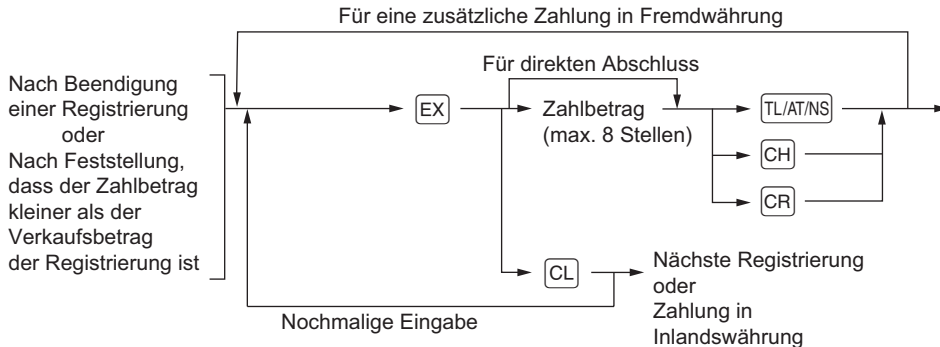 Für eine zusätzliche Zahlung in Fremdwährung
Nach Beendigung
einer Registrierung
oder
Nach Feststellung,
dass der Zahlbetrag
kleiner als der
Verkaufsbetrag
der Registrierung ist
EX
Für direkten Abschluss
Zahlbetrag
(max. 8 Stellen)
TL/AT/NS
CH
CR
CL
Nächste Registrierung
oder
Zahlung in
Inlandswährung
Nochmalige Eingabe